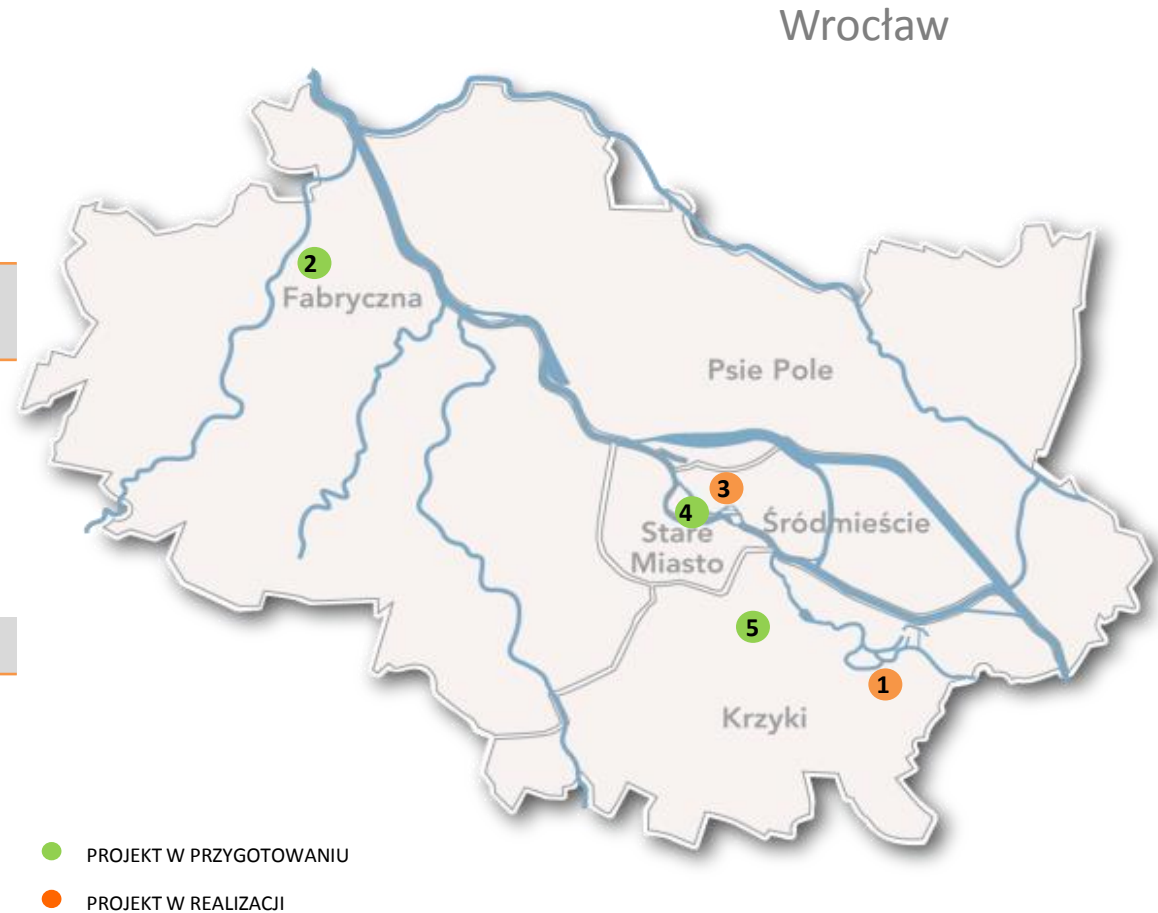 Wrocław
2
Fabryczna
Psie Pole
3
4
Śródmieście
Stare
Miasto
5
1
Krzyki
PROJEKT W PRZYGOTOWANIU
PROJEKT W REALIZACJI